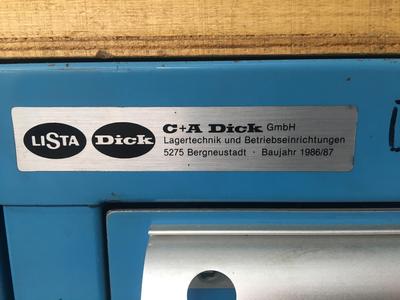 LISTA Dick C+A Dick GmbH
Lagertechnik und Betriebseinrichtungen
5275 Bergneustadt · Baujahr 1986/87